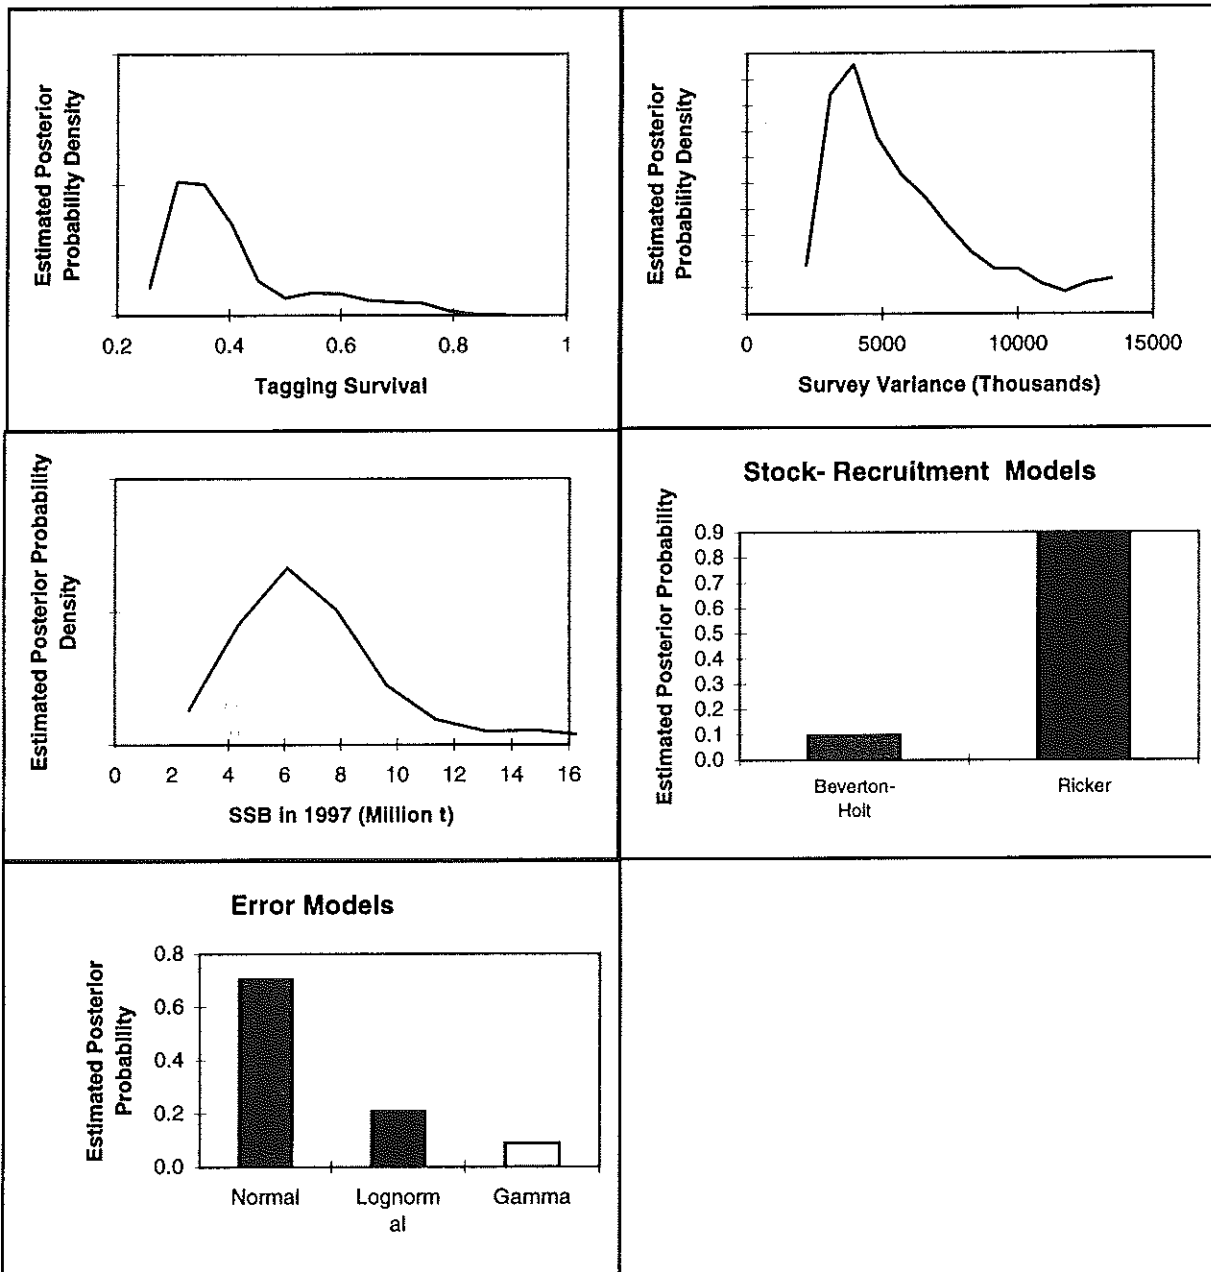 Estimated Posterior
Probability Density
0.2 0.4 0.6 0.8 1
Tagging Survival
Estimated Posterior
Probability Density
0 5000 10000 15000
Survey Variance (Thousands)
Estimated Posterior Probability
Density
0 2 4 6 8 10 12 14 16
SSB in 1997 (Million t)
Stock- Recruitment Models
Estimated Posterior Probability
0.9
0.8
0.7
0.6
0.5
0.4
0.3
0.2
0.1
0.0
Beverton- Ricker
Holt
Error Models
Estimated Posterior
Probability
0.8
0.6
0.4
0.2
0.0
Normal Lognorm Gamma
al